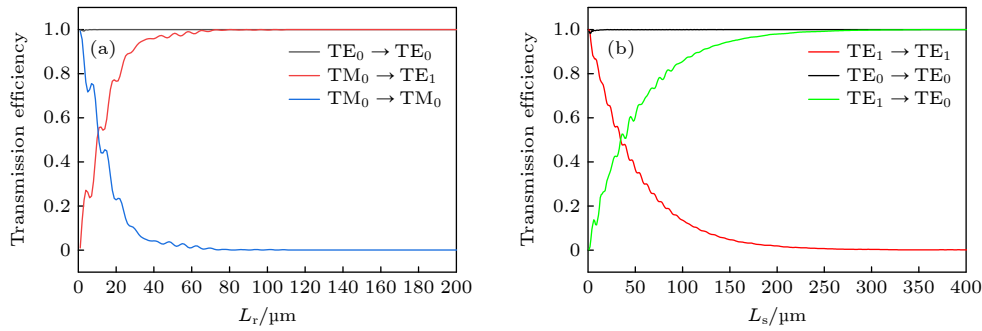 Transmission efficiency
1.0
0.8
0.6
0.4
0.2
0
(a)
TE₀ → TE₀
TM₀ → TE₁
TM₀ → TM₀
0 20 40 60 80 100 120 140 160 180 200
Lᵣ/μm
Transmission efficiency
1.0
0.8
0.6
0.4
0.2
0
(b)
TE₁ → TE₁
TE₀ → TE₀
TE₁ → TE₀
0 50 100 150 200 250 300 350 400
Lₛ/μm